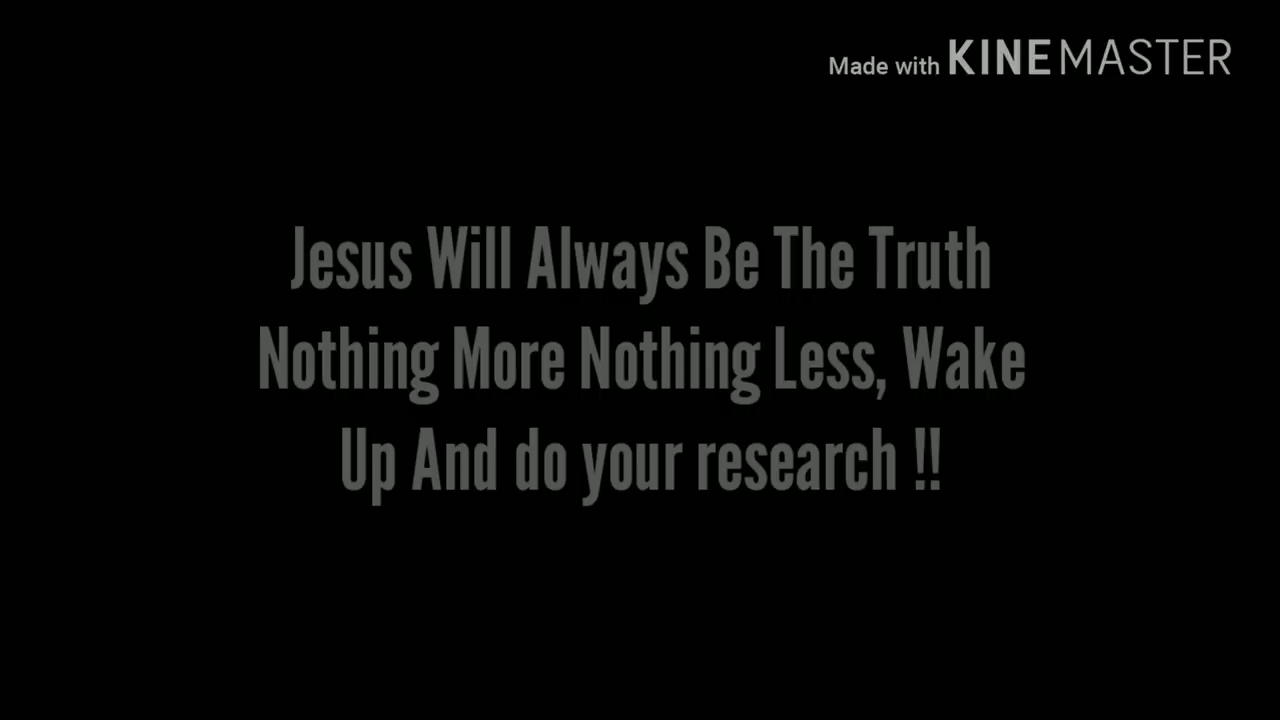 Made with KINEMASTER
Jesus Will Always Be The Truth
Nothing More Nothing Less, Wake
Up And do your research !!